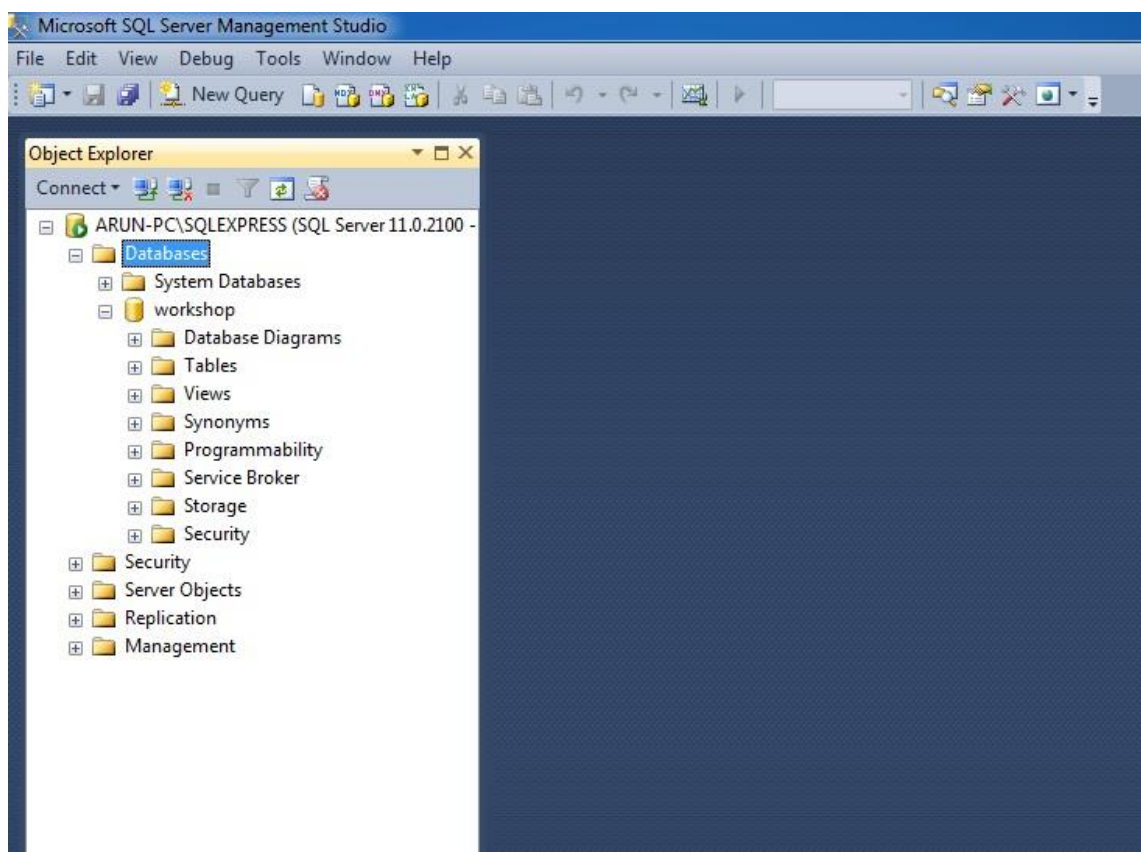 Microsoft SQL Server Management Studio
File Edit View Debug Tools Window Help
New Query
Object Explorer
Connect
ARUN-PC\SQLEXPRESS (SQL Server 11.0.2100 -
Databases
System Databases
workshop
Database Diagrams
Tables
Views
Synonyms
Programmability
Service Broker
Storage
Security
Security
Server Objects
Replication
Management